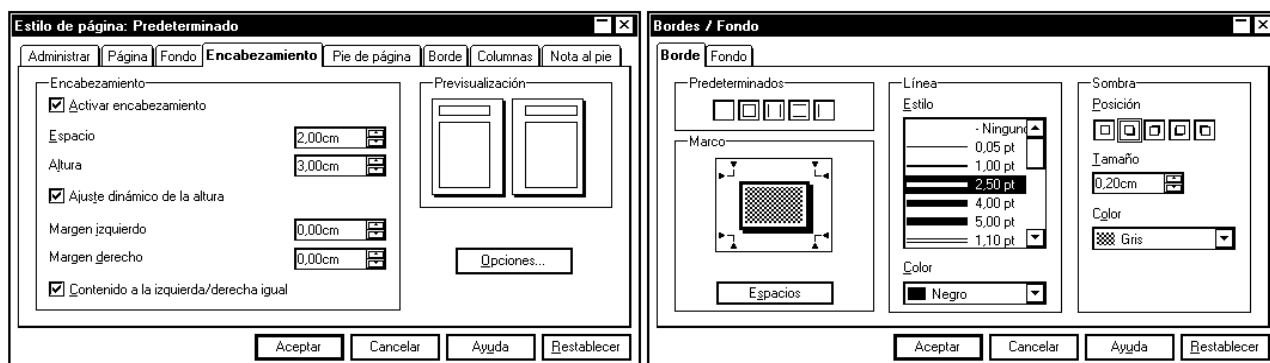 Estilo de página: Predeterminado
Administrar Página Fondo Encabezamiento Pie de página Borde Columnas Nota al pie
Encabezamiento
Activar encabezamiento
Espacio 2,00cm
Altura 3,00cm
Ajuste dinámico de la altura
Margen izquierdo 0,00cm
Margen derecho 0,00cm
Contenido a la izquierda/derecha igual
Previsualización
Opciones...
Aceptar Cancelar Ayuda Restablecer
Bordes / Fondo
Borde Fondo
Predeterminados
Marco
Espacios
Línea
Estilo
- Ninguno
0,05 pt
1,00 pt
2,50 pt
4,00 pt
5,00 pt
1,10 pt
Color
Negro
Sombra
Posición
Tamaño
0,20cm
Color
Gris
Aceptar Cancelar Ayuda Restablecer